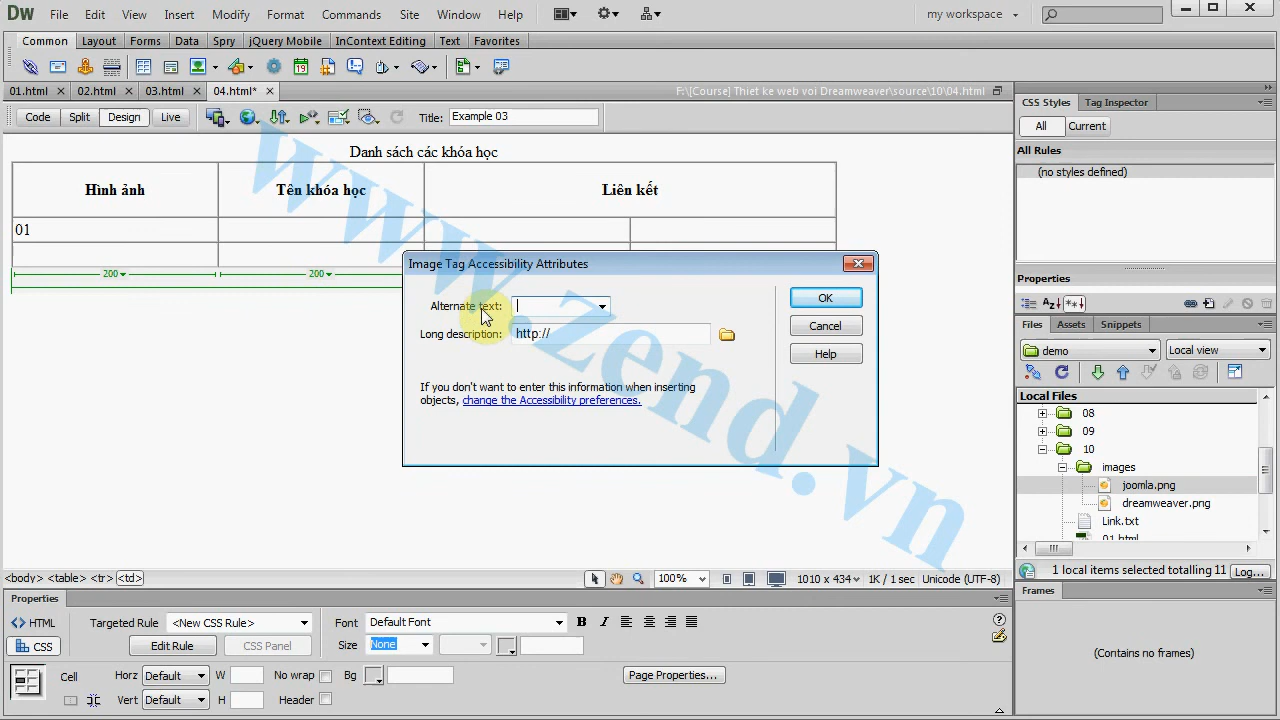 Dw File Edit View Insert Modify Format Commands Site Window Help my workspace
Common Layout Forms Data Spry jQuery Mobile InContext Editing Text Favorites
01.html 02.html 03.html 04.html* F:\[Course] Thiet ke web voi Dreamweaver\source\10\04.html
Code Split Design Live Title: Example 03
Danh sách các khóa học
Hình ảnh Tên khóa học Liên kết
01
200 200
www.zend.vn
Image Tag Accessibility Attributes
Alternate text:
Long description: http://
If you don't want to enter this information when inserting
objects, change the Accessibility preferences.
OK
Cancel
Help
CSS Styles Tag Inspector
All Current
All Rules
(no styles defined)
Properties
Az
Files Assets Snippets
demo Local view
Local Files
08
09
10
images
joomla.png
dreamweaver.png
Link.txt
01.html
1 local items selected totalling 11 Log...
Frames
(Contains no frames)
<body> <table> <tr> <td> 100% 1010 x 434 1K / 1 sec Unicode (UTF-8)
Properties
<> HTML Targeted Rule <New CSS Rule> Font Default Font B I
CSS Edit Rule CSS Panel Size None
Cell Horz Default W No wrap Bg Page Properties...
Vert Default H Header